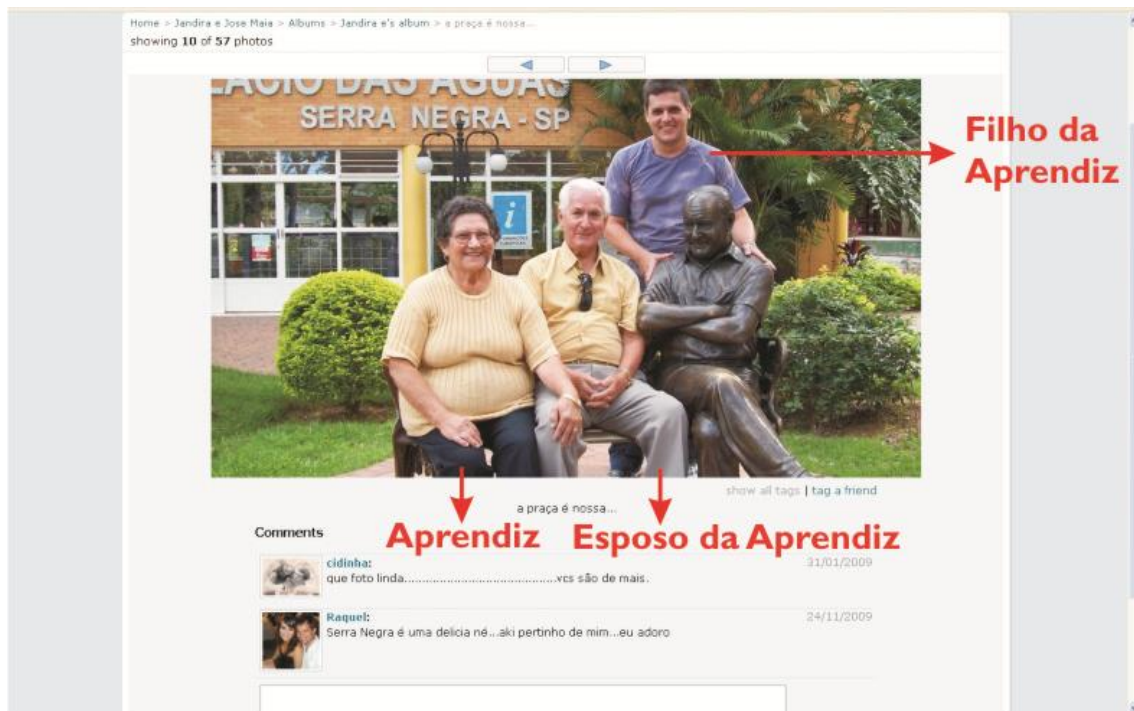 Home > Jandira e Jose Maia > Albums > Jandira e's album > a praça é nossa...
showing 10 of 57 photos
LACIO DAS AGUAS
SERRA NEGRA - SP
i
Filho da
Aprendiz
show all tags | tag a friend
a praça é nossa...
Aprendiz
Esposo da Aprendiz
Comments
cidinha:
31/01/2009
que foto linda............................................vcs são de mais.
Raquel:
24/11/2009
Serra Negra é uma delicia né...aki pertinho de mim...eu adoro